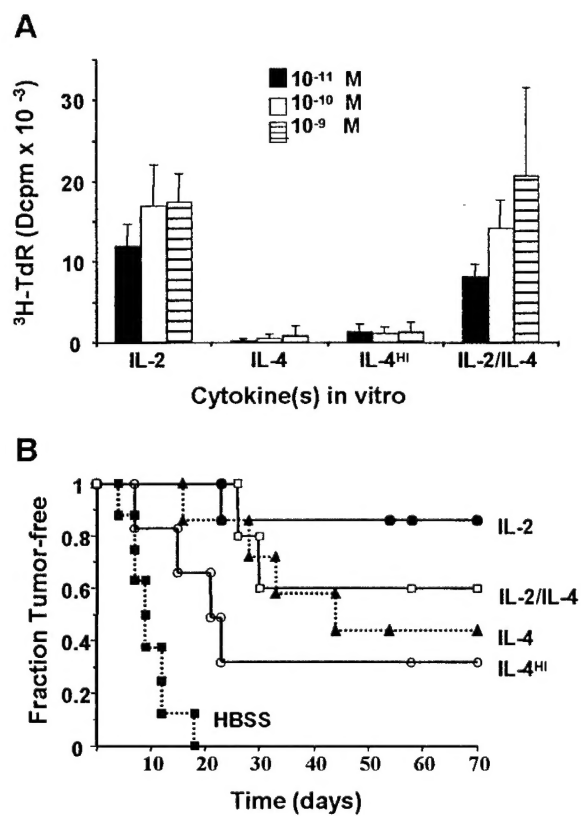 A
10⁻¹¹ M
10⁻¹⁰ M
10⁻⁹ M
³H-TdR (Dcpm x 10 ⁻³)
30
20
10
0
IL-2 IL-4 IL-4ᴴᴵ IL-2/IL-4
Cytokine(s) in vitro
B
Fraction Tumor-free
1
0.8
0.6
0.4
0.2
0
IL-2
IL-2/IL-4
IL-4
IL-4ᴴᴵ
HBSS
10 20 30 40 50 60 70
Time (days)